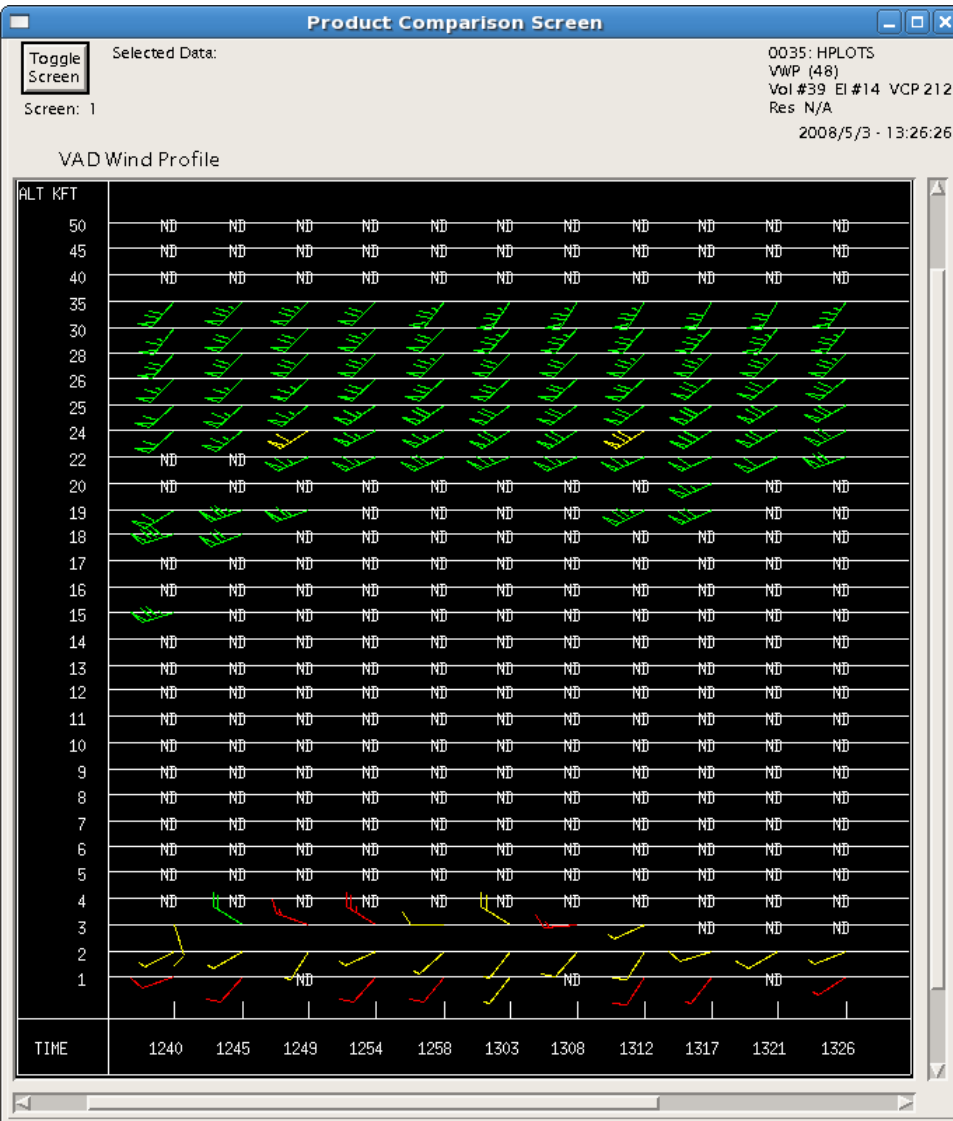 Product Comparison Screen
Toggle
Screen
Selected Data:
Screen: 1
0035: HPLOTS
VWP (48)
Vol #39 El #14 VCP 212
Res N/A
2008/5/3 - 13:26:26
VAD Wind Profile
ALT KFT
50 ND ND ND ND ND ND ND ND ND ND ND
45 ND ND ND ND ND ND ND ND ND ND ND
40 ND ND ND ND ND ND ND ND ND ND ND
35
30
28
26
25
24
22 ND ND
20 ND ND ND ND ND ND ND ND ND ND
19 ND ND ND ND ND ND
18 ND ND ND ND ND ND ND ND ND
17 ND ND ND ND ND ND ND ND ND ND ND
16 ND ND ND ND ND ND ND ND ND ND ND
15 ND ND ND ND ND ND ND ND ND ND
14 ND ND ND ND ND ND ND ND ND ND ND
13 ND ND ND ND ND ND ND ND ND ND ND
12 ND ND ND ND ND ND ND ND ND ND ND
11 ND ND ND ND ND ND ND ND ND ND ND
10 ND ND ND ND ND ND ND ND ND ND ND
9 ND ND ND ND ND ND ND ND ND ND ND
8 ND ND ND ND ND ND ND ND ND ND ND
7 ND ND ND ND ND ND ND ND ND ND ND
6 ND ND ND ND ND ND ND ND ND ND ND
5 ND ND ND ND ND ND ND ND ND ND ND
4 ND ND ND ND ND ND ND ND ND ND ND
3 ND ND ND
2
1 ND ND ND
TIME 1240 1245 1249 1254 1258 1303 1308 1312 1317 1321 1326